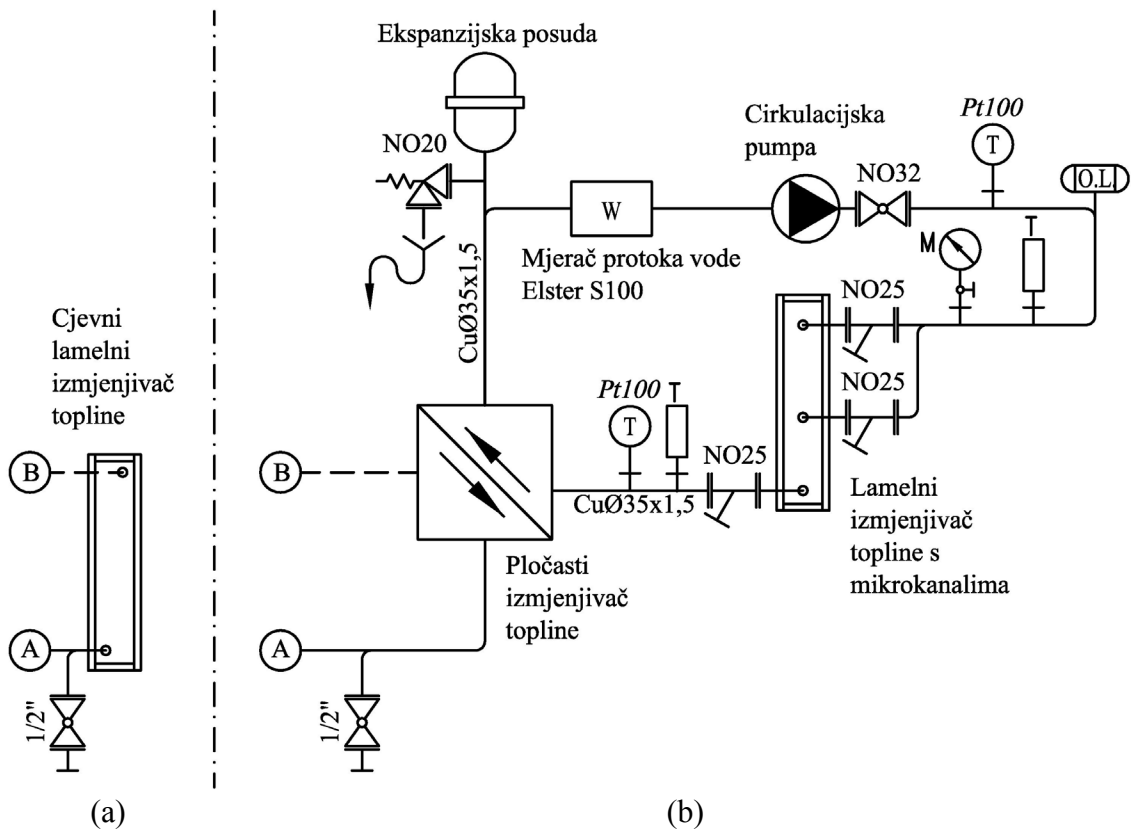 Ekspanzijska posuda
NO20
Cirkulacijska
pumpa
Pt100
T
NO32
O.L.
W
M
Mjerač protoka vode
Elster S100
CuØ35x1,5
NO25
NO25
Cjevni
lamelni
izmjenjivač
topline
Pt100
T
NO25
CuØ35x1,5
B
B
Lamelni
izmjenjivač
topline s
mikrokanalima
Pločasti
izmjenjivač
topline
A
A
1/2"
1/2"
(a)
(b)